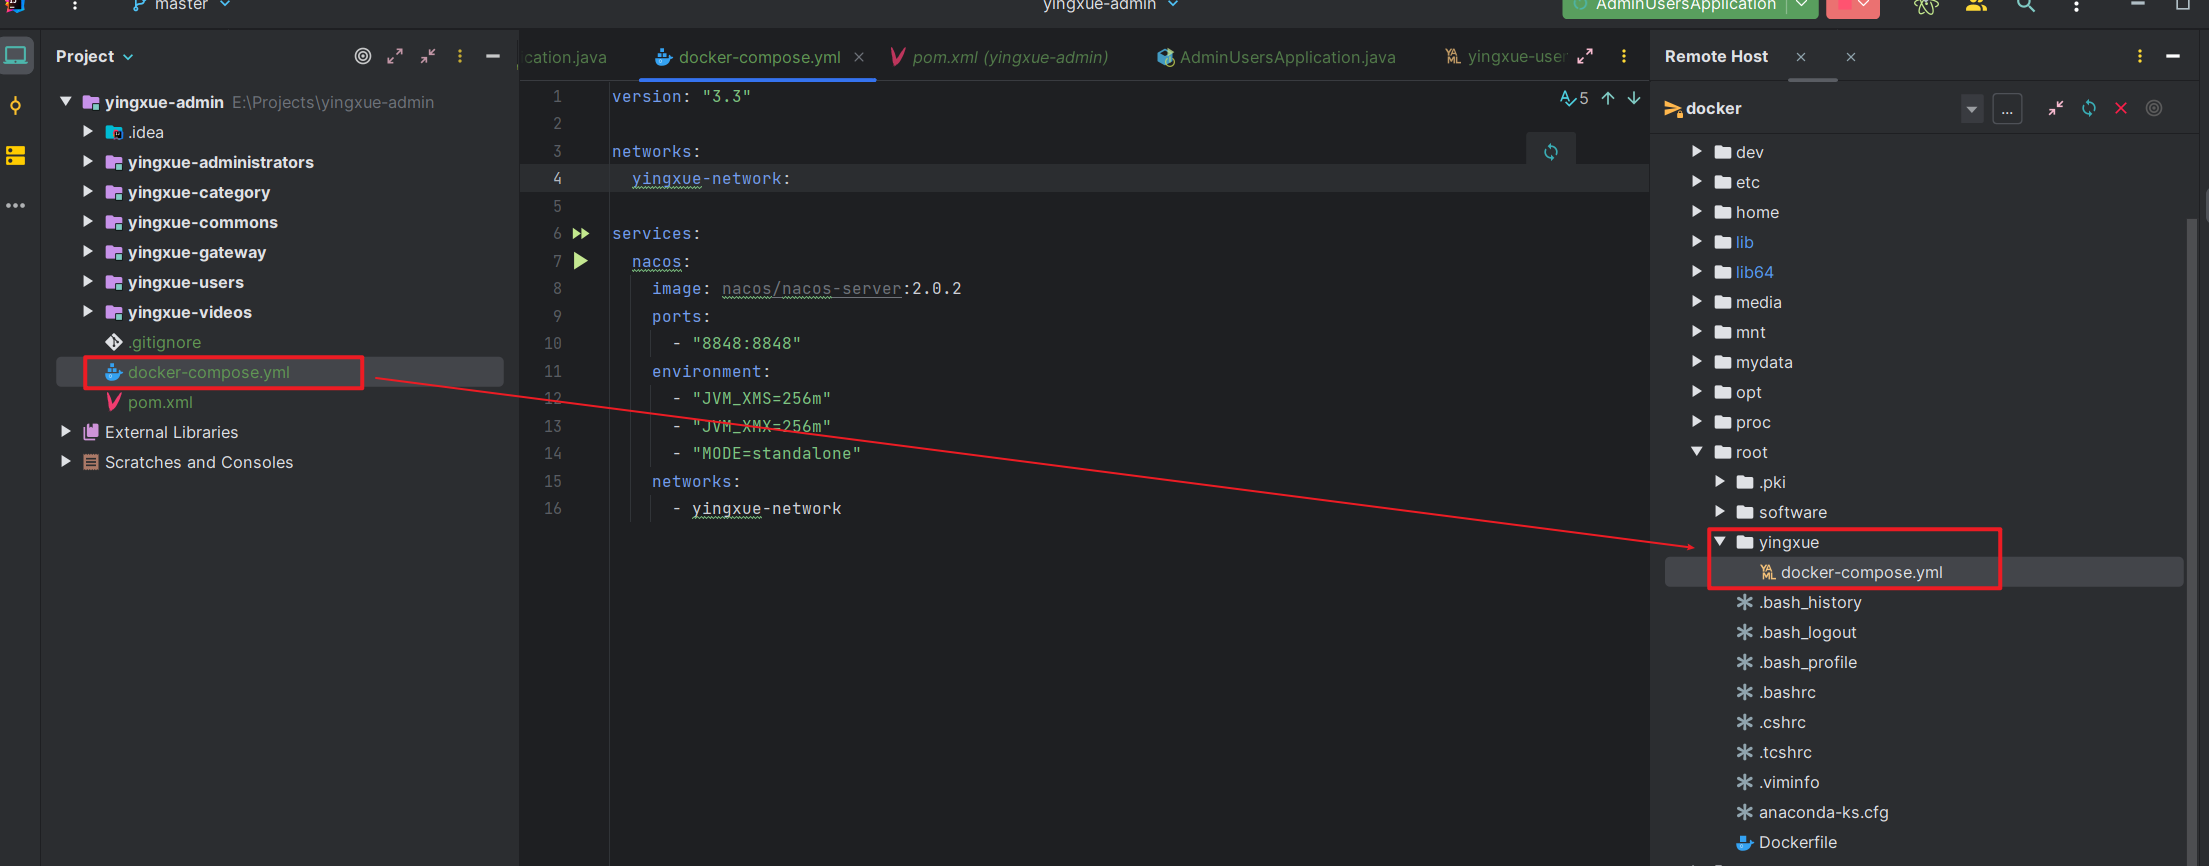 master
yingxue-admin
AdminUsersApplication
Project
yingxue-admin E:\Projects\yingxue-admin
.idea
yingxue-administrators
yingxue-category
yingxue-commons
yingxue-gateway
yingxue-users
yingxue-videos
.gitignore
docker-compose.yml
pom.xml
External Libraries
Scratches and Consoles
cation.java
docker-compose.yml
pom.xml (yingxue-admin)
AdminUsersApplication.java
yingxue-user
5
1 version: "3.3"
2
3 networks:
4 yingxue-network:
5
6 services:
7 nacos:
8 image: nacos/nacos-server:2.0.2
9 ports:
10 - "8848:8848"
11 environment:
12 - "JVM_XMS=256m"
13 - "JVM_XMX=256m"
14 - "MODE=standalone"
15 networks:
16 - yingxue-network
Remote Host
docker
...
dev
etc
home
lib
lib64
media
mnt
mydata
opt
proc
root
.pki
software
yingxue
YAML docker-compose.yml
.bash_history
.bash_logout
.bash_profile
.bashrc
.cshrc
.tcshrc
.viminfo
anaconda-ks.cfg
Dockerfile